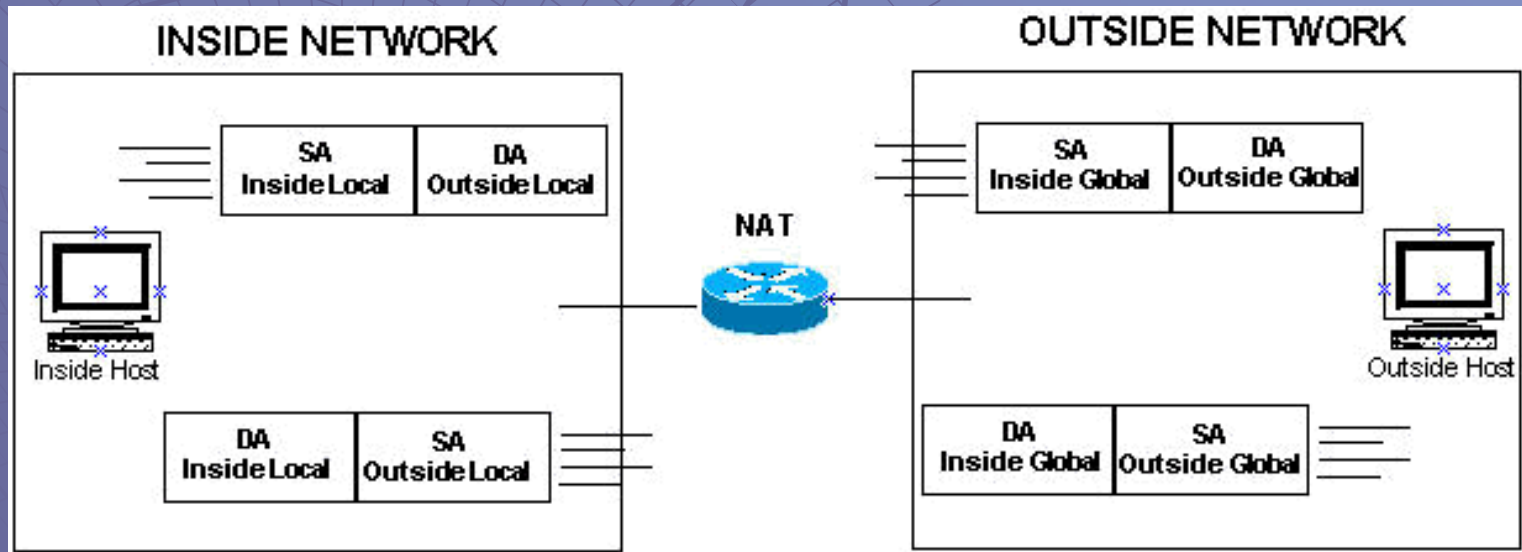 INSIDE NETWORK
OUTSIDE NETWORK
SA
Inside Local
DA
Outside Local
SA
Inside Global
DA
Outside Global
NAT
Inside Host
Outside Host
DA
Inside Local
SA
Outside Local
DA
Inside Global
SA
Outside Global